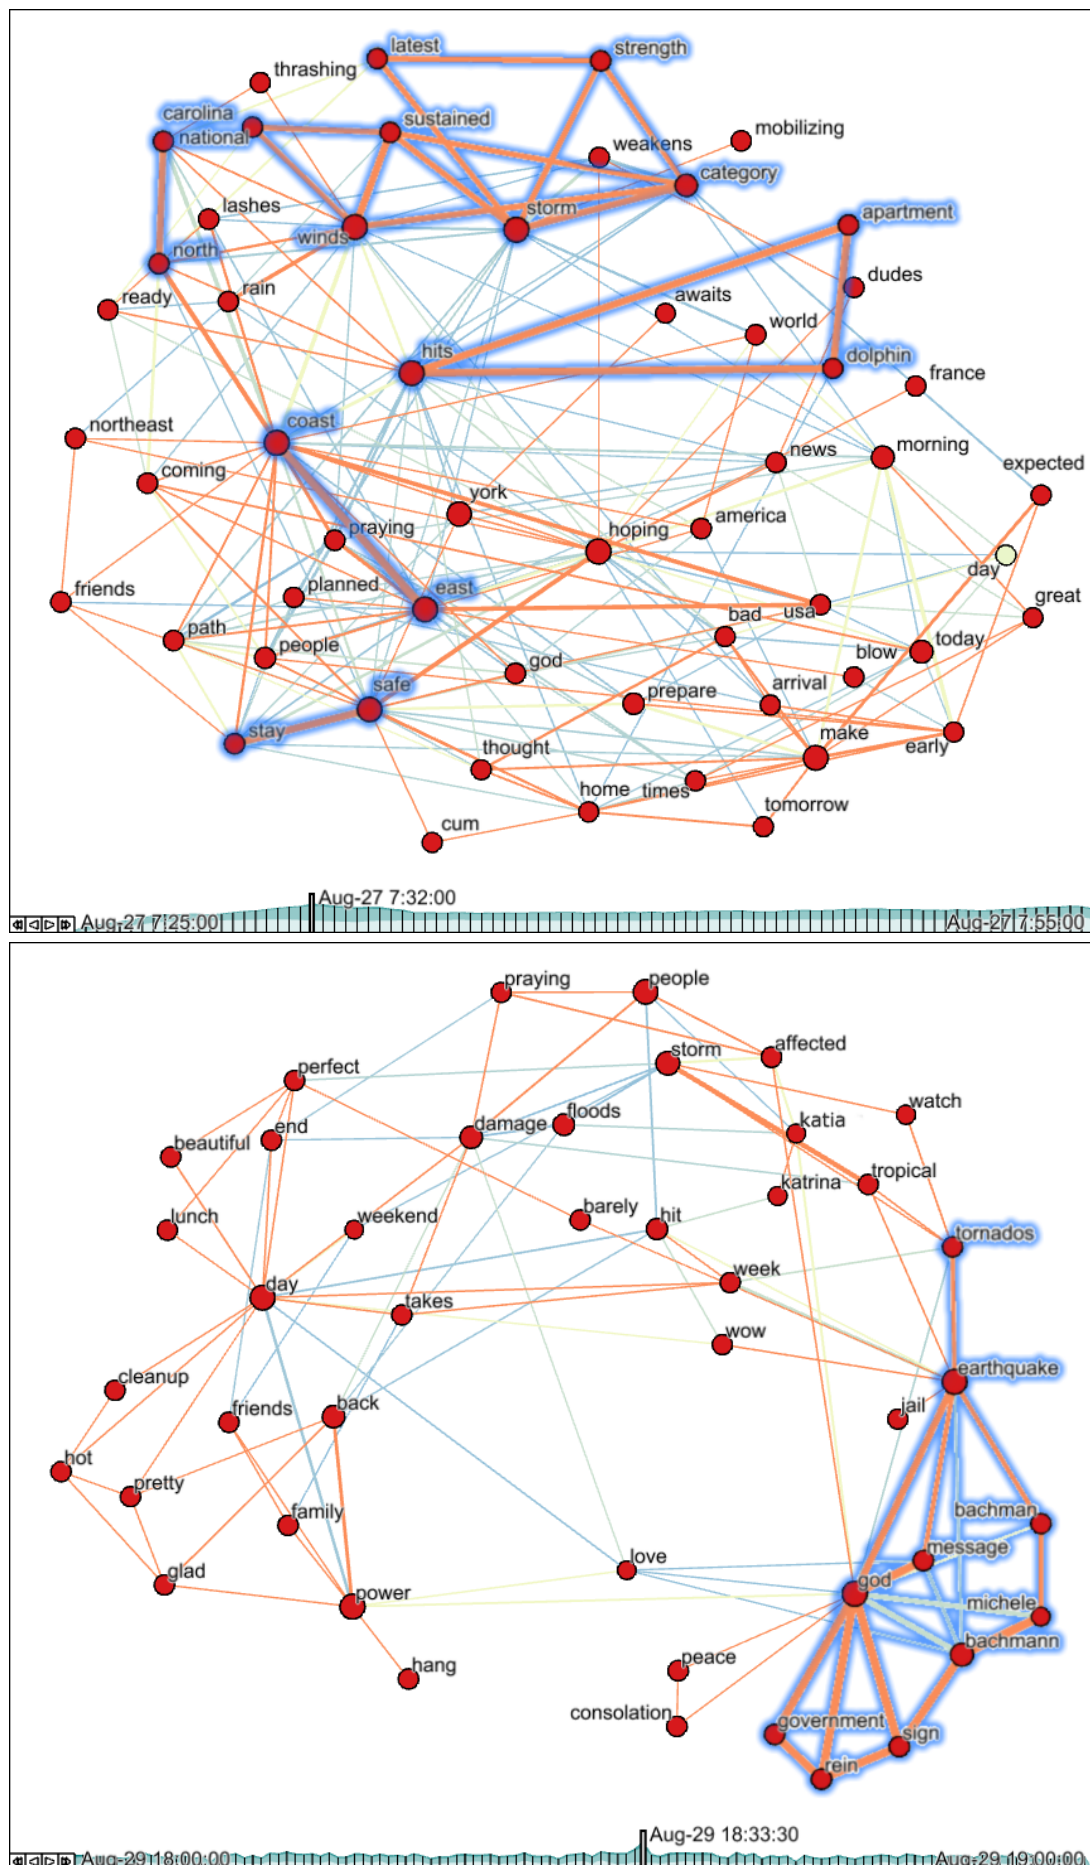 latest
strength
thrashing
carolina
national
sustained
weakens
mobilizing
category
lashes
winds
storm
apartment
north
ready
rain
awaits
dudes
world
hits
dolphin
france
northeast
coast
coming
news
morning
expected
york
praying
hoping
america
day
friends
planned
east
usa
great
path
people
god
bad
blow
today
safe
prepare
arrival
stay
thought
make
early
home
times
tomorrow
cum
Aug-27 7:32:00
Aug-27 7:25:00
Aug-27 7:55:00
praying
people
storm
affected
perfect
watch
beautiful
end
damage
floods
katia
katrina
tropical
lunch
weekend
barely
hit
tornados
day
takes
week
wow
earthquake
cleanup
friends
back
jail
hot
pretty
family
bachman
message
glad
power
love
god
michele
bachmann
hang
peace
consolation
government
sign
rein
Aug-29 18:33:30
Aug-29 18:00:00
Aug-29 19:00:00